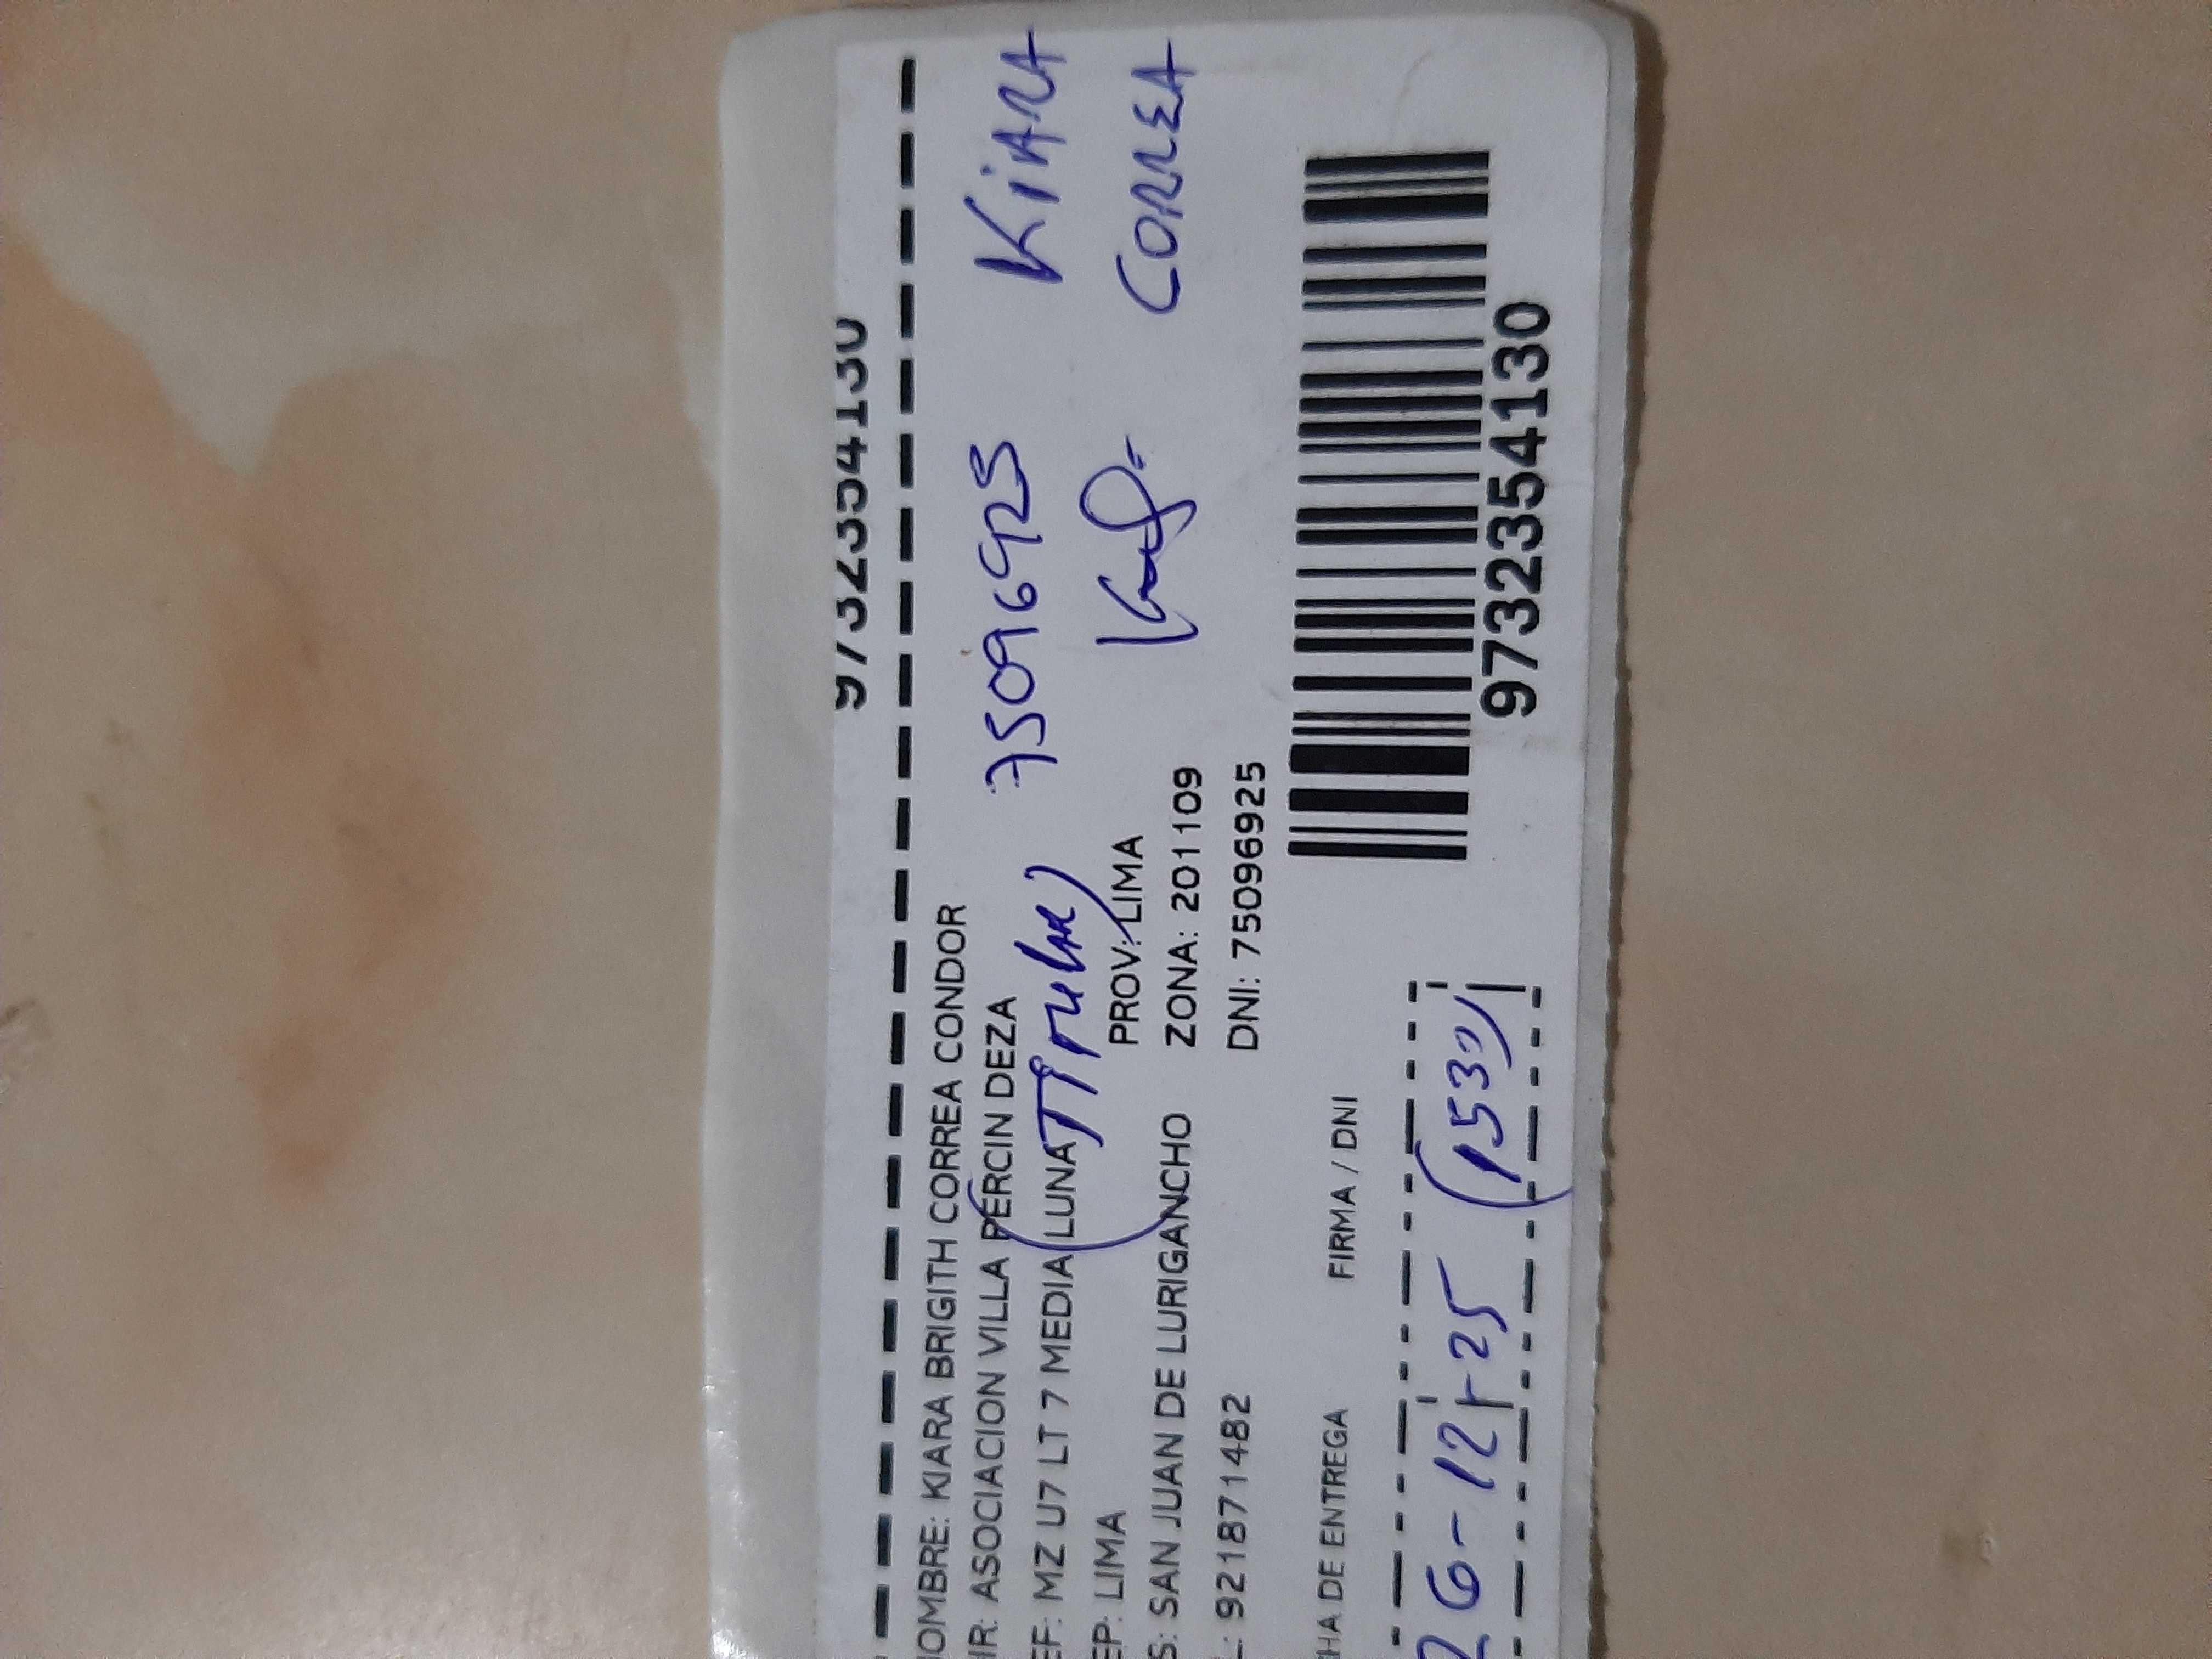 9732354130
OMBRE: KIARA BRIGITH CORREA CONDOR
IR: ASOCIACION VILLA PERCIN DEZA
EF: MZ U7 LT 7 MEDIA LUNA
(Titular)
75096925
KiARA
CORREA
EP: LIMA PROV: LIMA
S: SAN JUAN DE LURIGANCHO ZONA: 201109
L: 921871482 DNI: 75096925
HA DE ENTREGA FIRMA / DNI
26-12-25 (1530)
9732354130